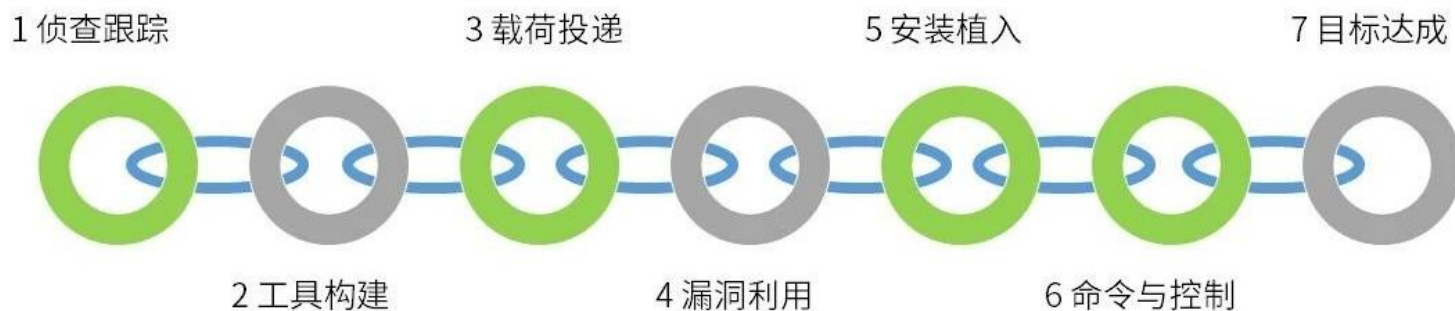 1 侦查跟踪
3 载荷投递
5 安装植入
7 目标达成
2 工具构建
4 漏洞利用
6 命令与控制